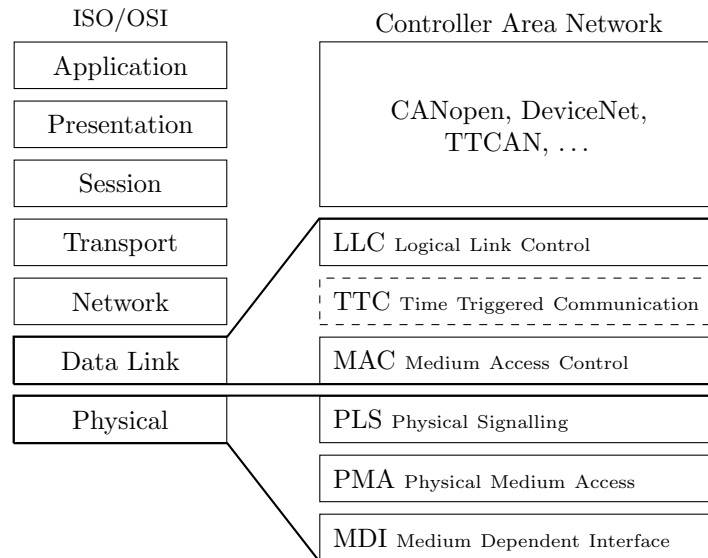 ISO/OSI
Application
Presentation
Session
Transport
Network
Data Link
Physical
Controller Area Network
CANopen, DeviceNet,
TTCAN, ...
LLC Logical Link Control
TTC Time Triggered Communication
MAC Medium Access Control
PLS Physical Signalling
PMA Physical Medium Access
MDI Medium Dependent Interface